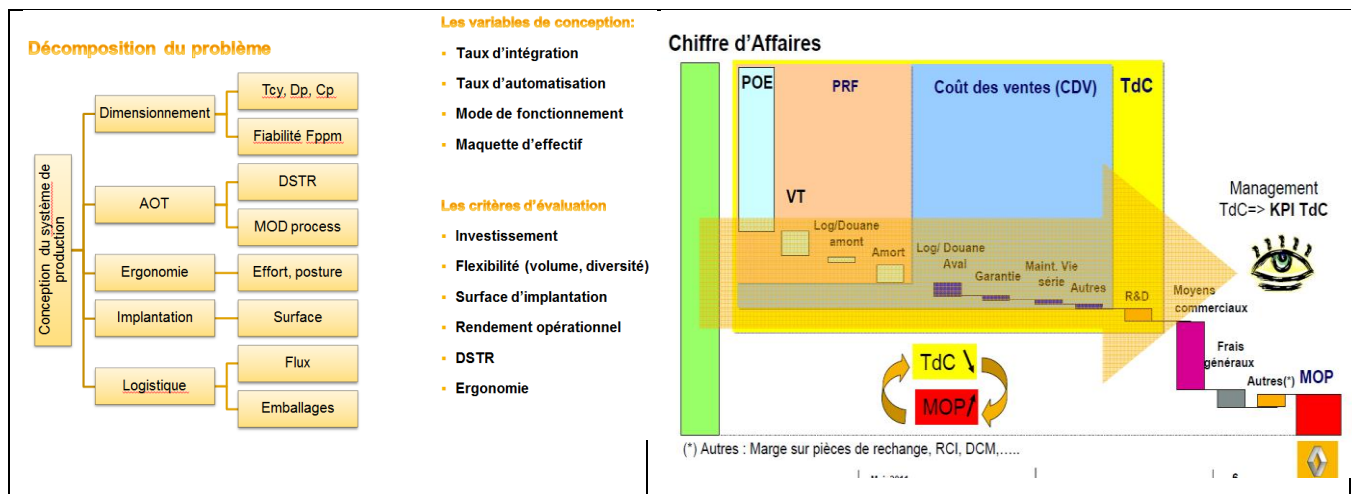 Décomposition du problème
Conception du système de
production
Dimensionnement
Tcy, Dp, Cp
Fiabilité Fppm
AOT
DSTR
MOD process
Ergonomie
Effort, posture
Implantation
Surface
Logistique
Flux
Emballages
Les variables de conception:
▪ Taux d'intégration
▪ Taux d'automatisation
▪ Mode de fonctionnement
▪ Maquette d'effectif
Les critères d'évaluation
▪ Investissement
▪ Flexibilité (volume, diversité)
▪ Surface d'implantation
▪ Rendement opérationnel
▪ DSTR
▪ Ergonomie
Chiffre d'Affaires
POE
PRF
Coût des ventes (CDV)
TdC
VT
Log/Douane
amont
Amort
Log/ Douane
Aval
Garantie
Maint. Vie
série
Autres
R&D
Moyens
commerciaux
Frais
généraux
Autres(*)
MOP
Management
TdC=> KPI TdC
TdC
MOP
(*) Autres : Marge sur pièces de rechange, RCI, DCM,.....